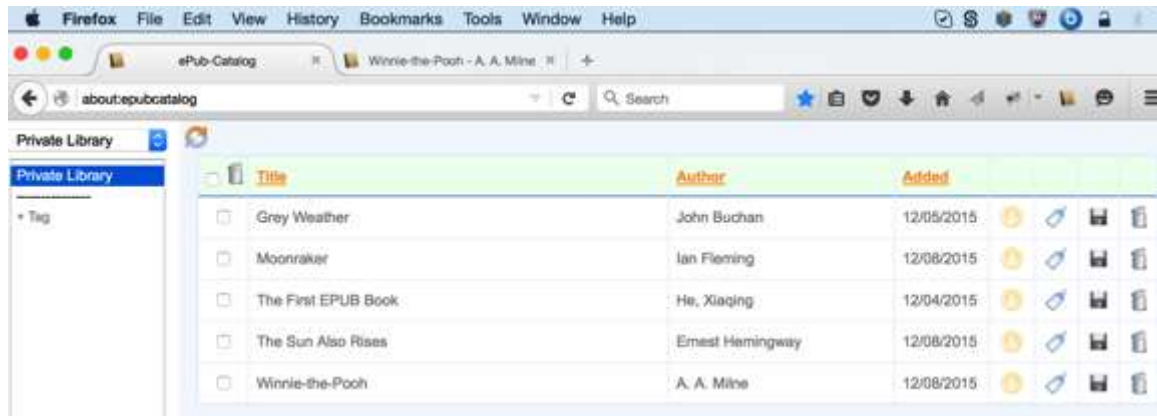 Firefox File Edit View History Bookmarks Tools Window Help
ePub-Catalog Winnie-the-Pooh - A. A. Milne
about:epubcatalog Search
Private Library
Private Library
Title Author Added
+ Tag
Grey Weather John Buchan 12/05/2015
Moonraker Ian Fleming 12/08/2015
The First EPUB Book He, Xiaqing 12/04/2015
The Sun Also Rises Ernest Hemingway 12/08/2015
Winnie-the-Pooh A. A. Milne 12/08/2015